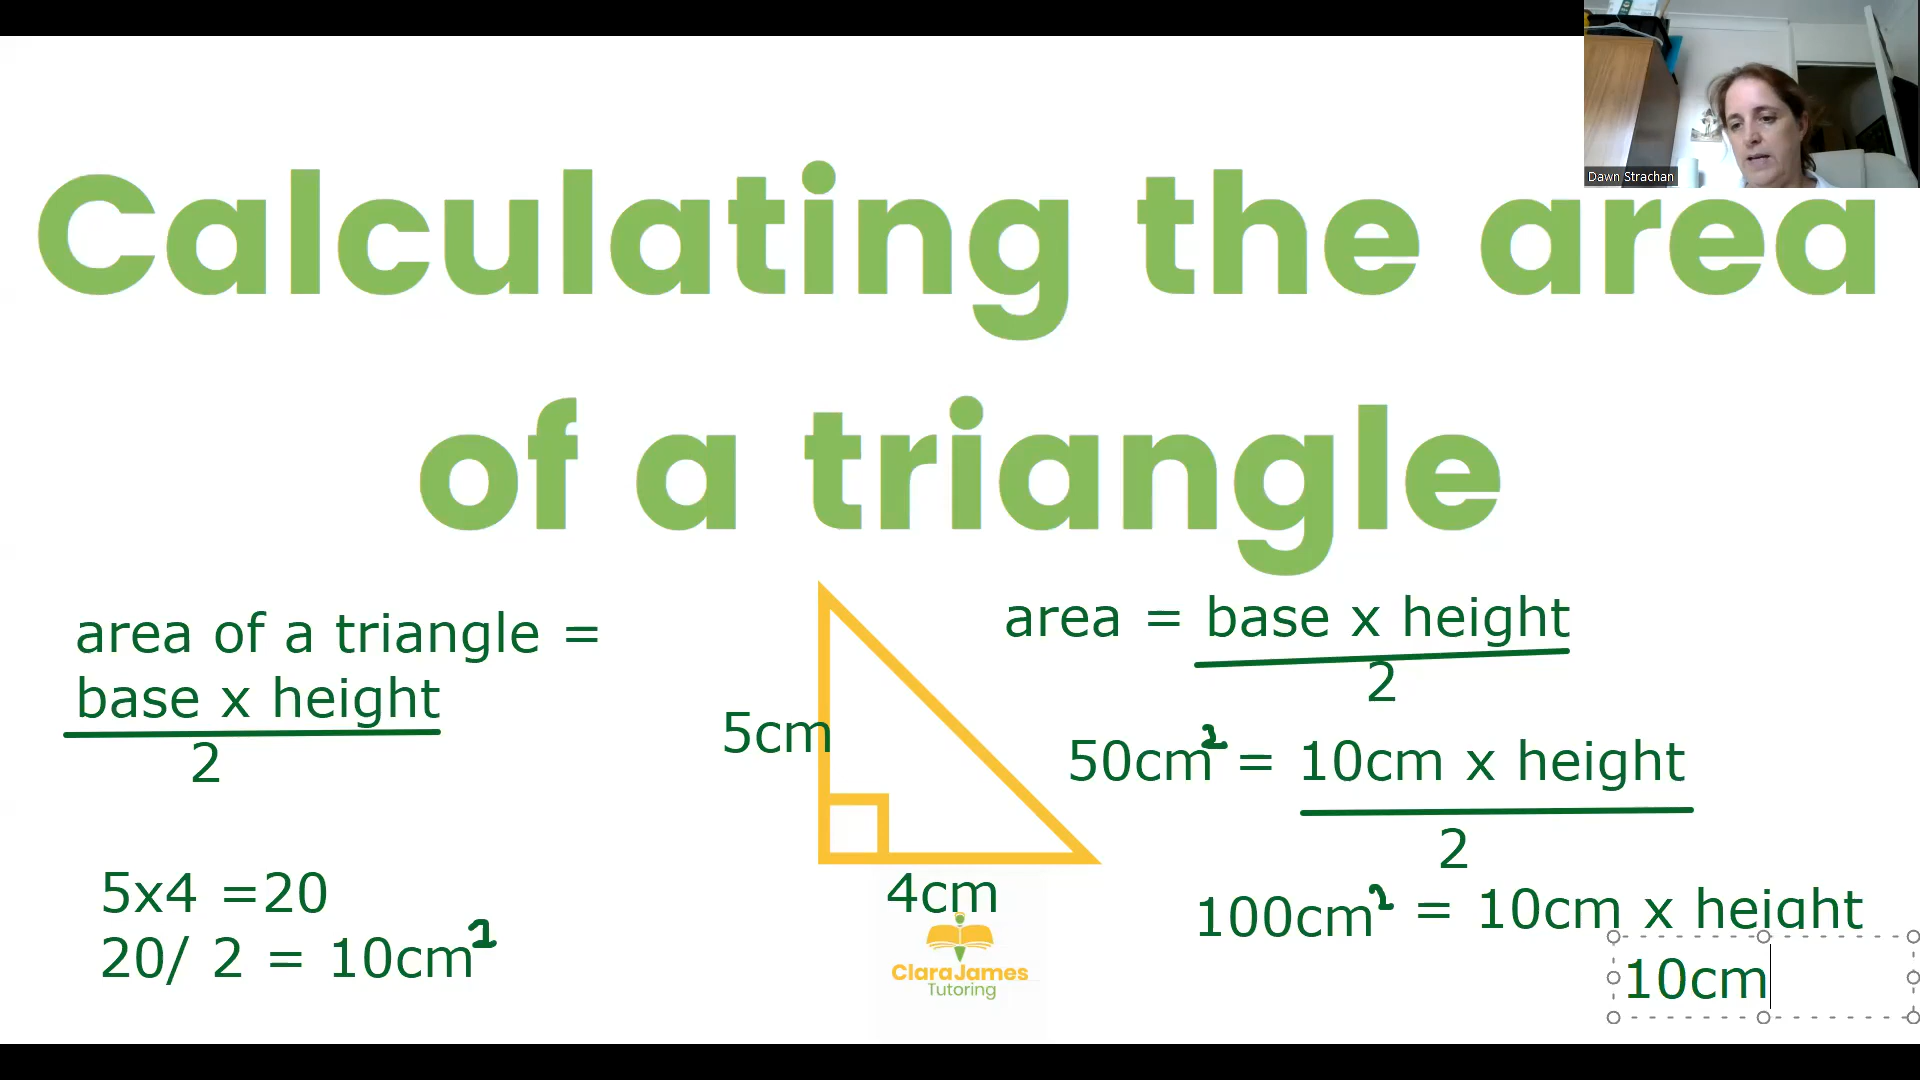 Dawn Strachan
Calculating the area
of a triangle
area of a triangle =
base x height
2
5x4 =20
20/ 2 = 10cm²
5cm
4cm
ClaraJames
Tutoring
area = base x height
2
50cm² = 10cm x height
2
100cm² = 10cm x height
10cm